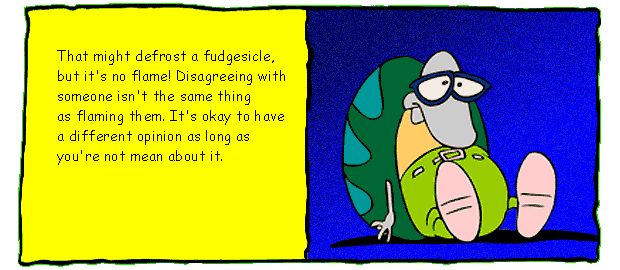 That might defrost a fudgesicle,
but it's no flame! Disagreeing with
someone isn't the same thing
as flaming them. It's okay to have
a different opinion as long as
you're not mean about it.